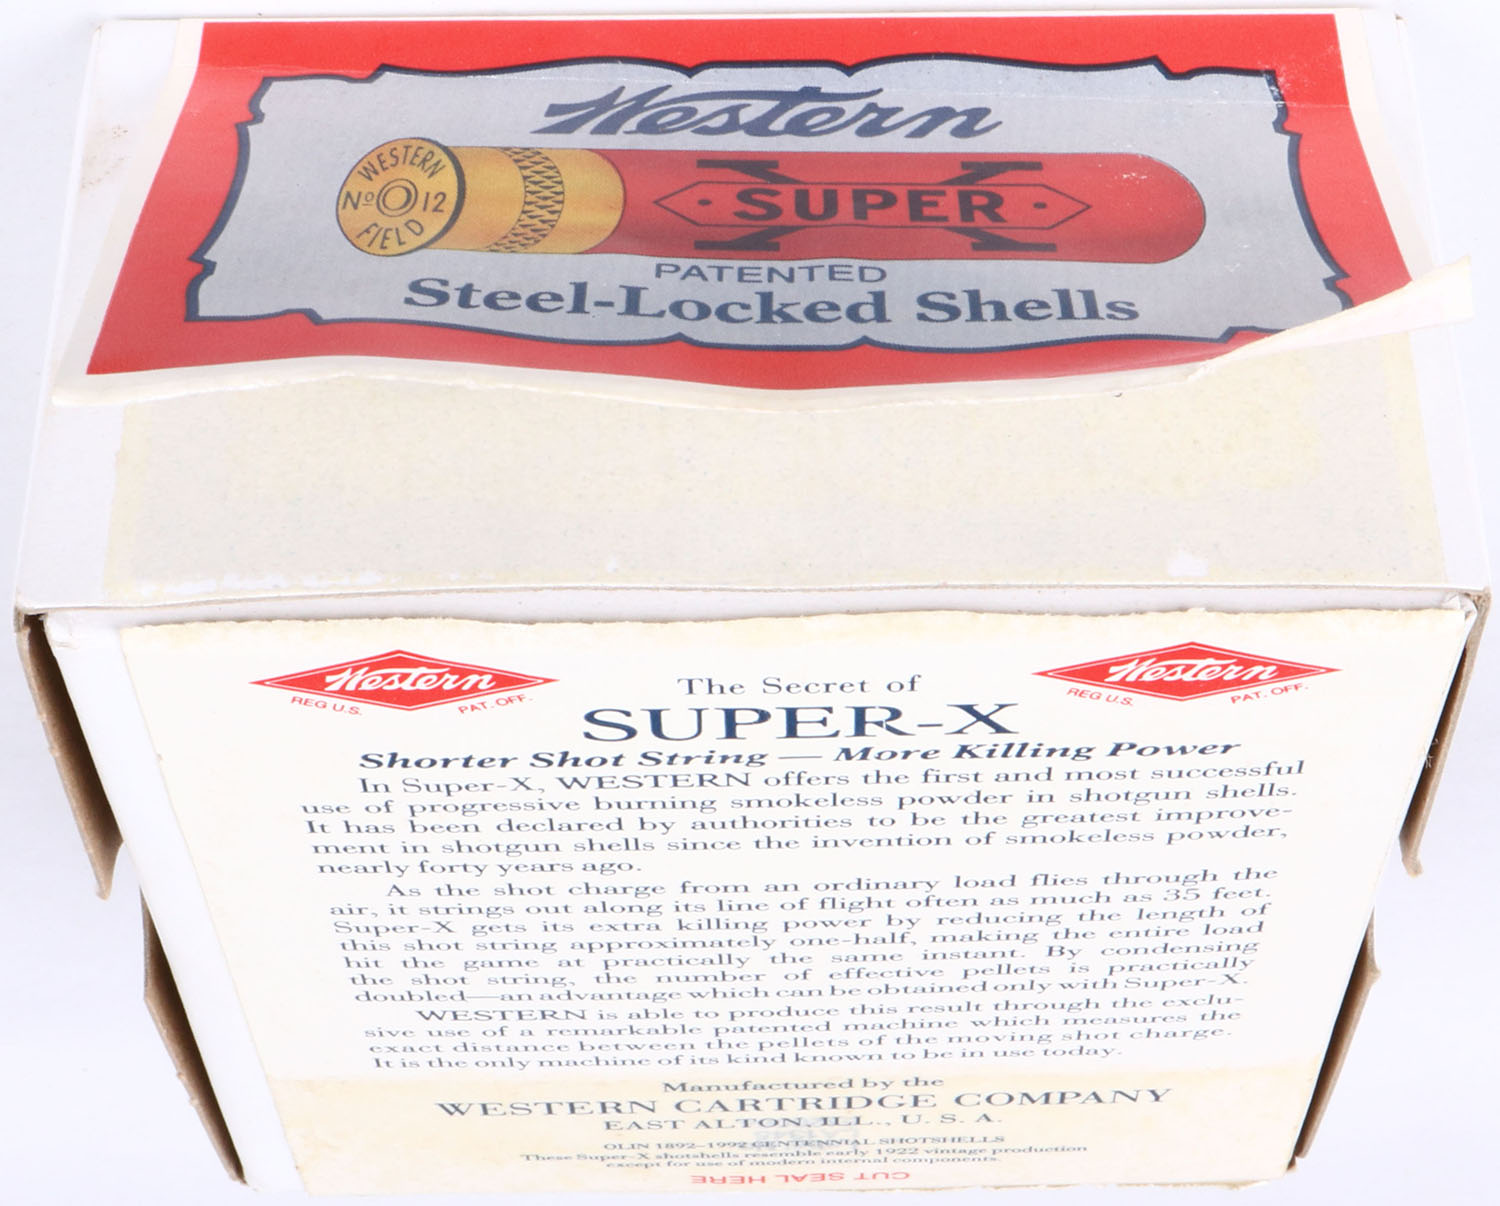 Western
WESTERN
Nº 12
FIELD
SUPER
X
PATENTED
Steel-Locked Shells
Western
REG U.S. PAT. OFF.
Western
REG U.S. PAT. OFF.
The Secret of
SUPER-X
Shorter Shot String — More Killing Power
In Super-X, WESTERN offers the first and most successful
use of progressive burning smokeless powder in shotgun shells.
It has been declared by authorities to be the greatest improve-
ment in shotgun shells since the invention of smokeless powder,
nearly forty years ago.
As the shot charge from an ordinary load flies through the
air, it strings out along its line of flight often as much as 35 feet.
Super-X gets its extra killing power by reducing the length of
this shot string approximately one-half, making the entire load
hit the game at practically the same instant. By condensing
the shot string, the number of effective pellets is practically
doubled—an advantage which can be obtained only with Super-X.
WESTERN is able to produce this result through the exclu-
sive use of a remarkable patented machine which measures the
exact distance between the pellets of the moving shot charge.
It is the only machine of its kind known to be in use today.
Manufactured by the
WESTERN CARTRIDGE COMPANY
EAST ALTON, ILL., U. S. A.
OLIN 1892–1992 CENTENNIAL SHOTSHELLS
These Super-X shotshells resemble early 1922 vintage production
except for use of modern internal components.
CUT SEAL HERE